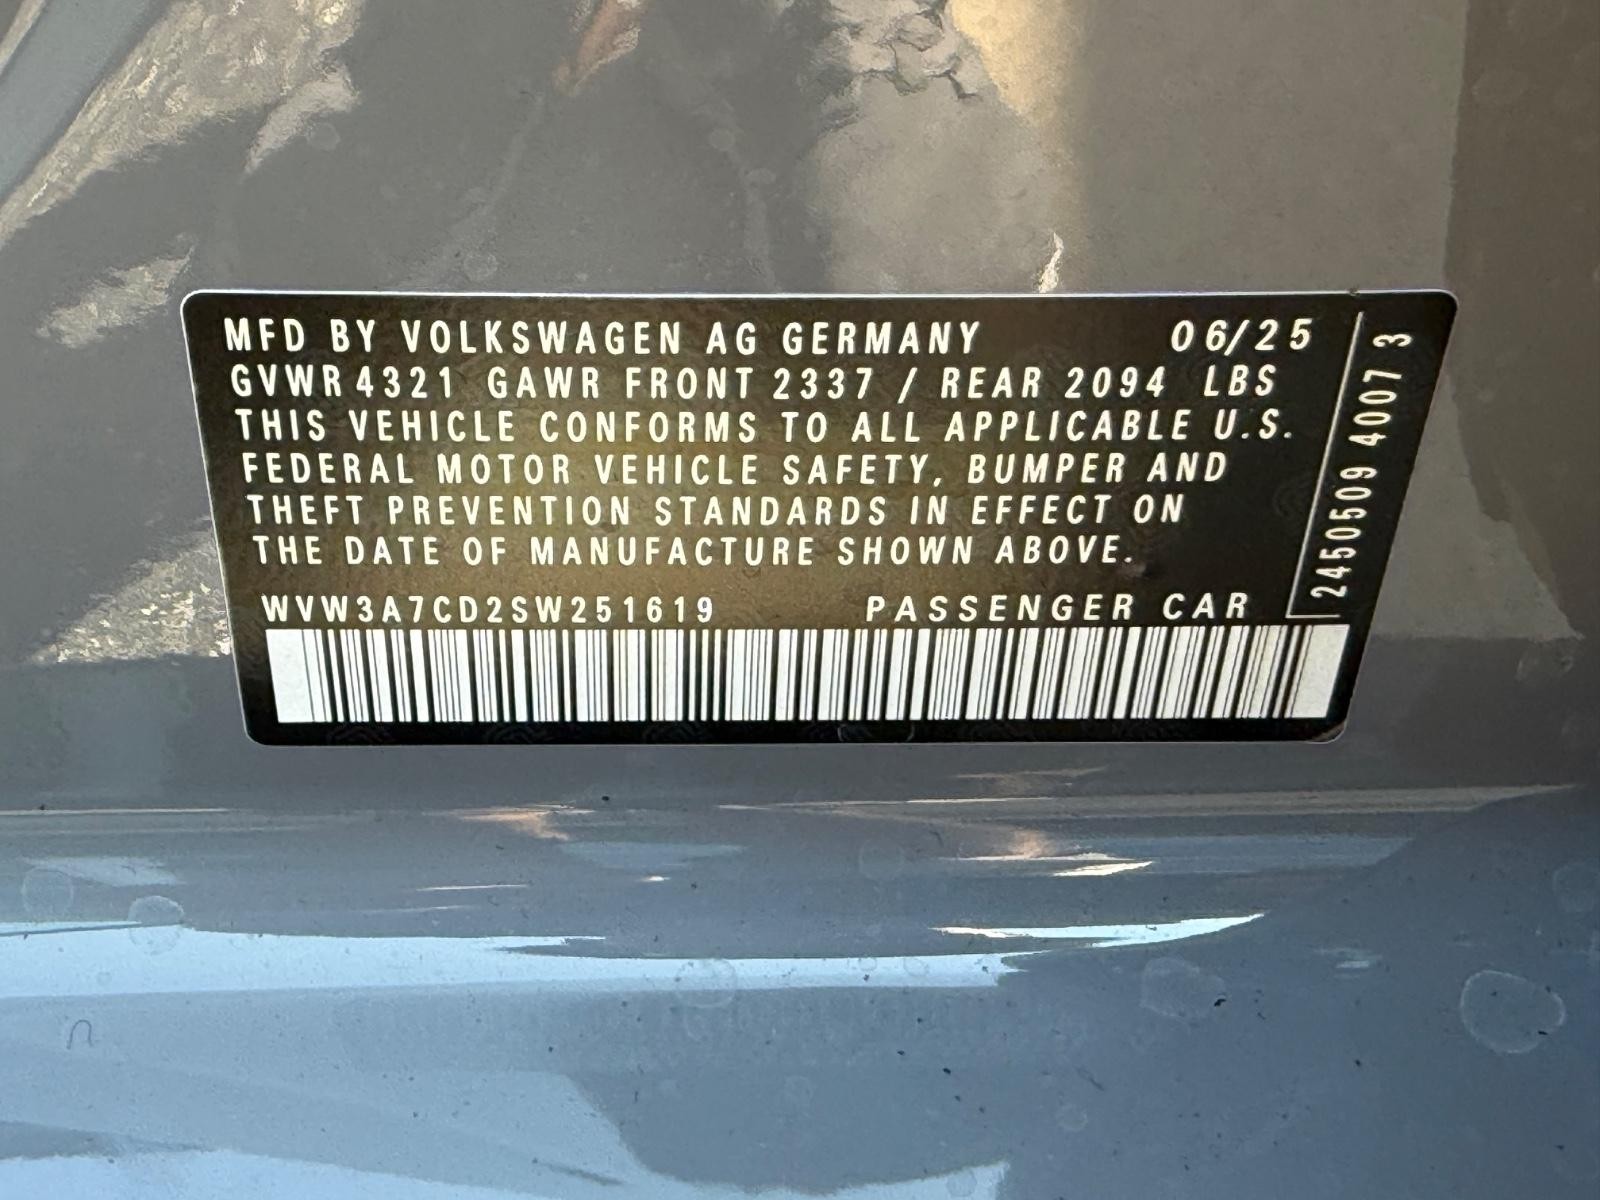 MFD BY VOLKSWAGEN AG GERMANY 06/25
GVWR 4321 GAWR FRONT 2337 / REAR 2094 LBS
THIS VEHICLE CONFORMS TO ALL APPLICABLE U.S.
FEDERAL MOTOR VEHICLE SAFETY, BUMPER AND
THEFT PREVENTION STANDARDS IN EFFECT ON
THE DATE OF MANUFACTURE SHOWN ABOVE.
WVW3A7CD2SW251619 PASSENGER CAR
2450509 4007 3